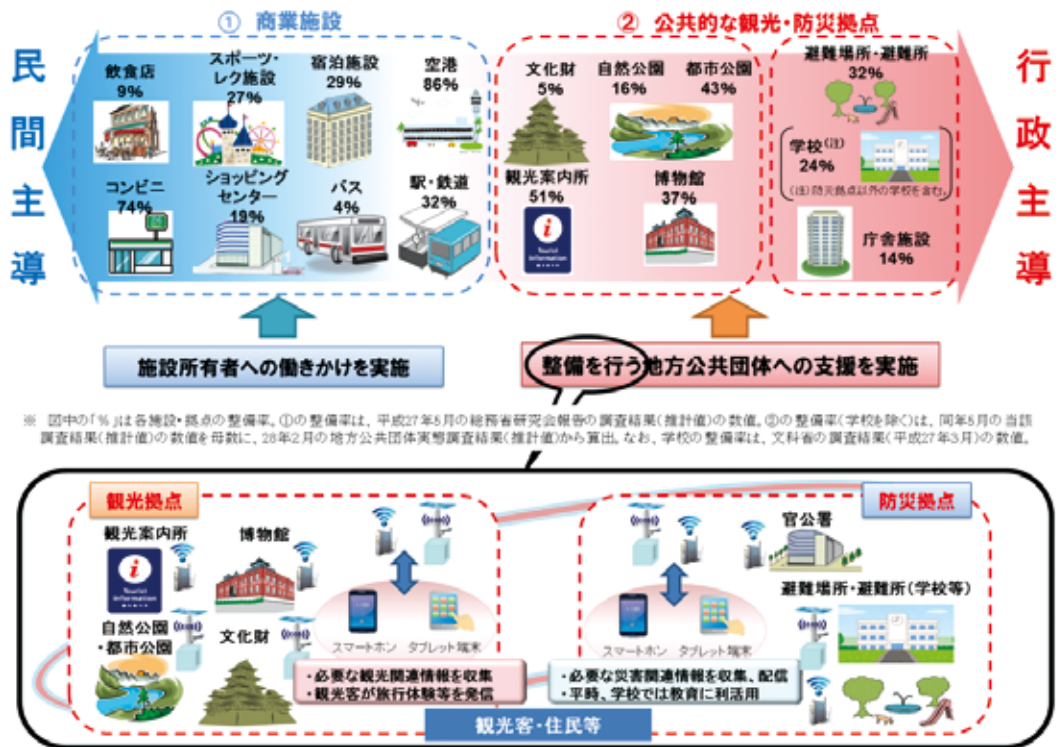 ① 商業施設
② 公共的な観光・防災拠点
民間主導
行政主導
飲食店
9%
スポーツ・
レク施設
27%
宿泊施設
29%
空港
86%
コンビニ
74%
ショッピング
センター
19%
バス
4%
駅・鉄道
32%
文化財
5%
自然公園
16%
都市公園
43%
観光案内所
51%
i
Tourist
information
博物館
37%
避難場所・避難所
32%
学校(注)
24%
(注)防災拠点以外の学校を含む。
庁舎施設
14%
施設所有者への働きかけを実施
整備を行う地方公共団体への支援を実施
※ 図中の「%」は各施設・拠点の整備率。①の整備率は、平成27年5月の総務省研究会報告の調査結果(推計値)の数値。②の整備率(学校を除く)は、同年5月の当該
調査結果(推計値)の数値を母数に、28年2月の地方公共団体実態調査結果(推計値)から算出。なお、学校の整備率は、文科省の調査結果(平成27年3月)の数値。
観光拠点
観光案内所
i
Tourist
information
博物館
自然公園
・都市公園
文化財
スマートホン
タブレット端末
・必要な観光関連情報を収集
・観光客が旅行体験等を発信
防災拠点
官公署
避難場所・避難所(学校等)
スマートホン
タブレット端末
・必要な災害関連情報を収集、配信
・平時、学校では教育に利活用
観光客・住民等